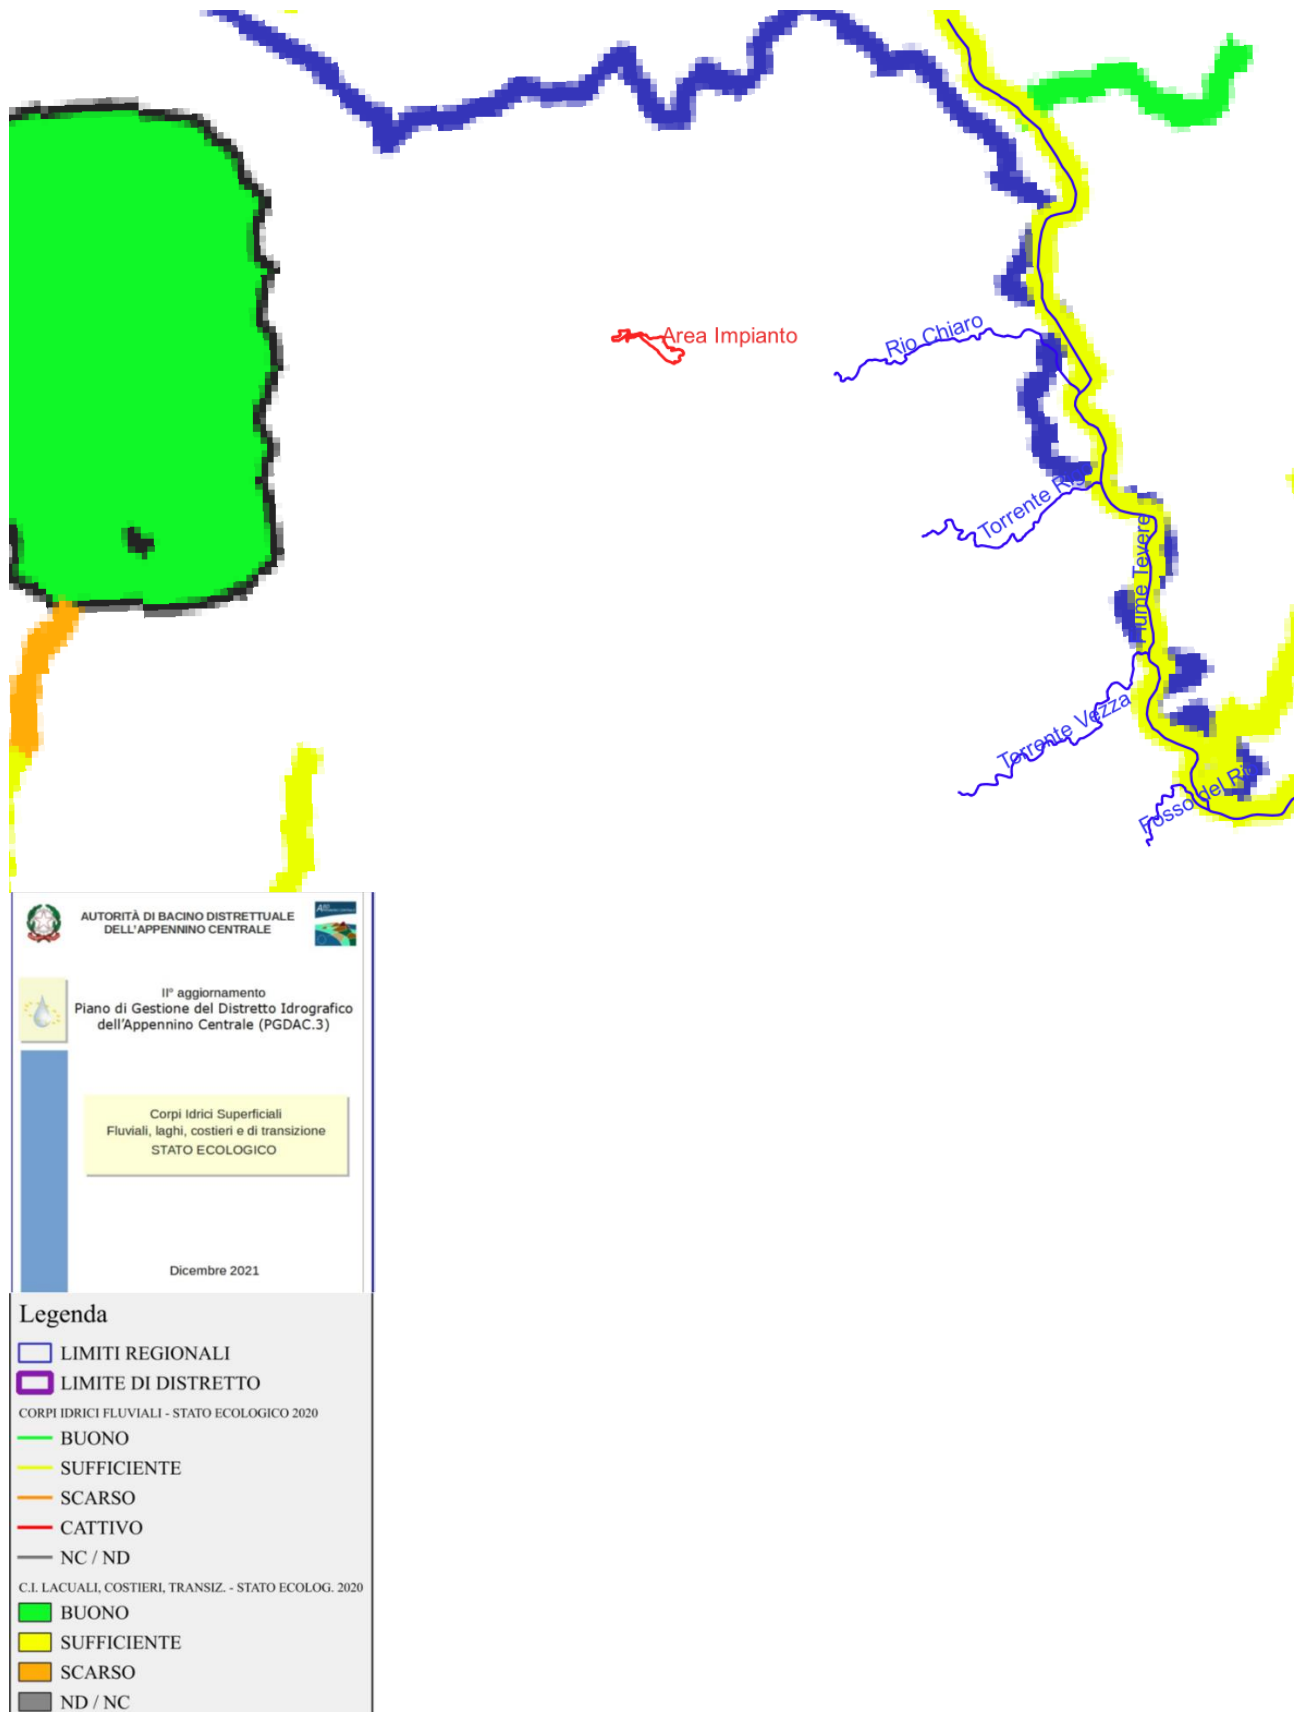 Area Impianto
Rio Chiaro
Torrente Rigo
Fiume Tevere
Torrente Vezza
Fosso del Rio
AUTORITÀ DI BACINO DISTRETTUALE
DELL'APPENNINO CENTRALE
II° aggiornamento
Piano di Gestione del Distretto Idrografico
dell'Appennino Centrale (PGDAC.3)
Corpi Idrici Superficiali
Fluviali, laghi, costieri e di transizione
STATO ECOLOGICO
Dicembre 2021
Legenda
LIMITI REGIONALI
LIMITE DI DISTRETTO
CORPI IDRICI FLUVIALI - STATO ECOLOGICO 2020
BUONO
SUFFICIENTE
SCARSO
CATTIVO
NC / ND
C.I. LACUALI, COSTIERI, TRANSIZ. - STATO ECOLOG. 2020
BUONO
SUFFICIENTE
SCARSO
ND / NC